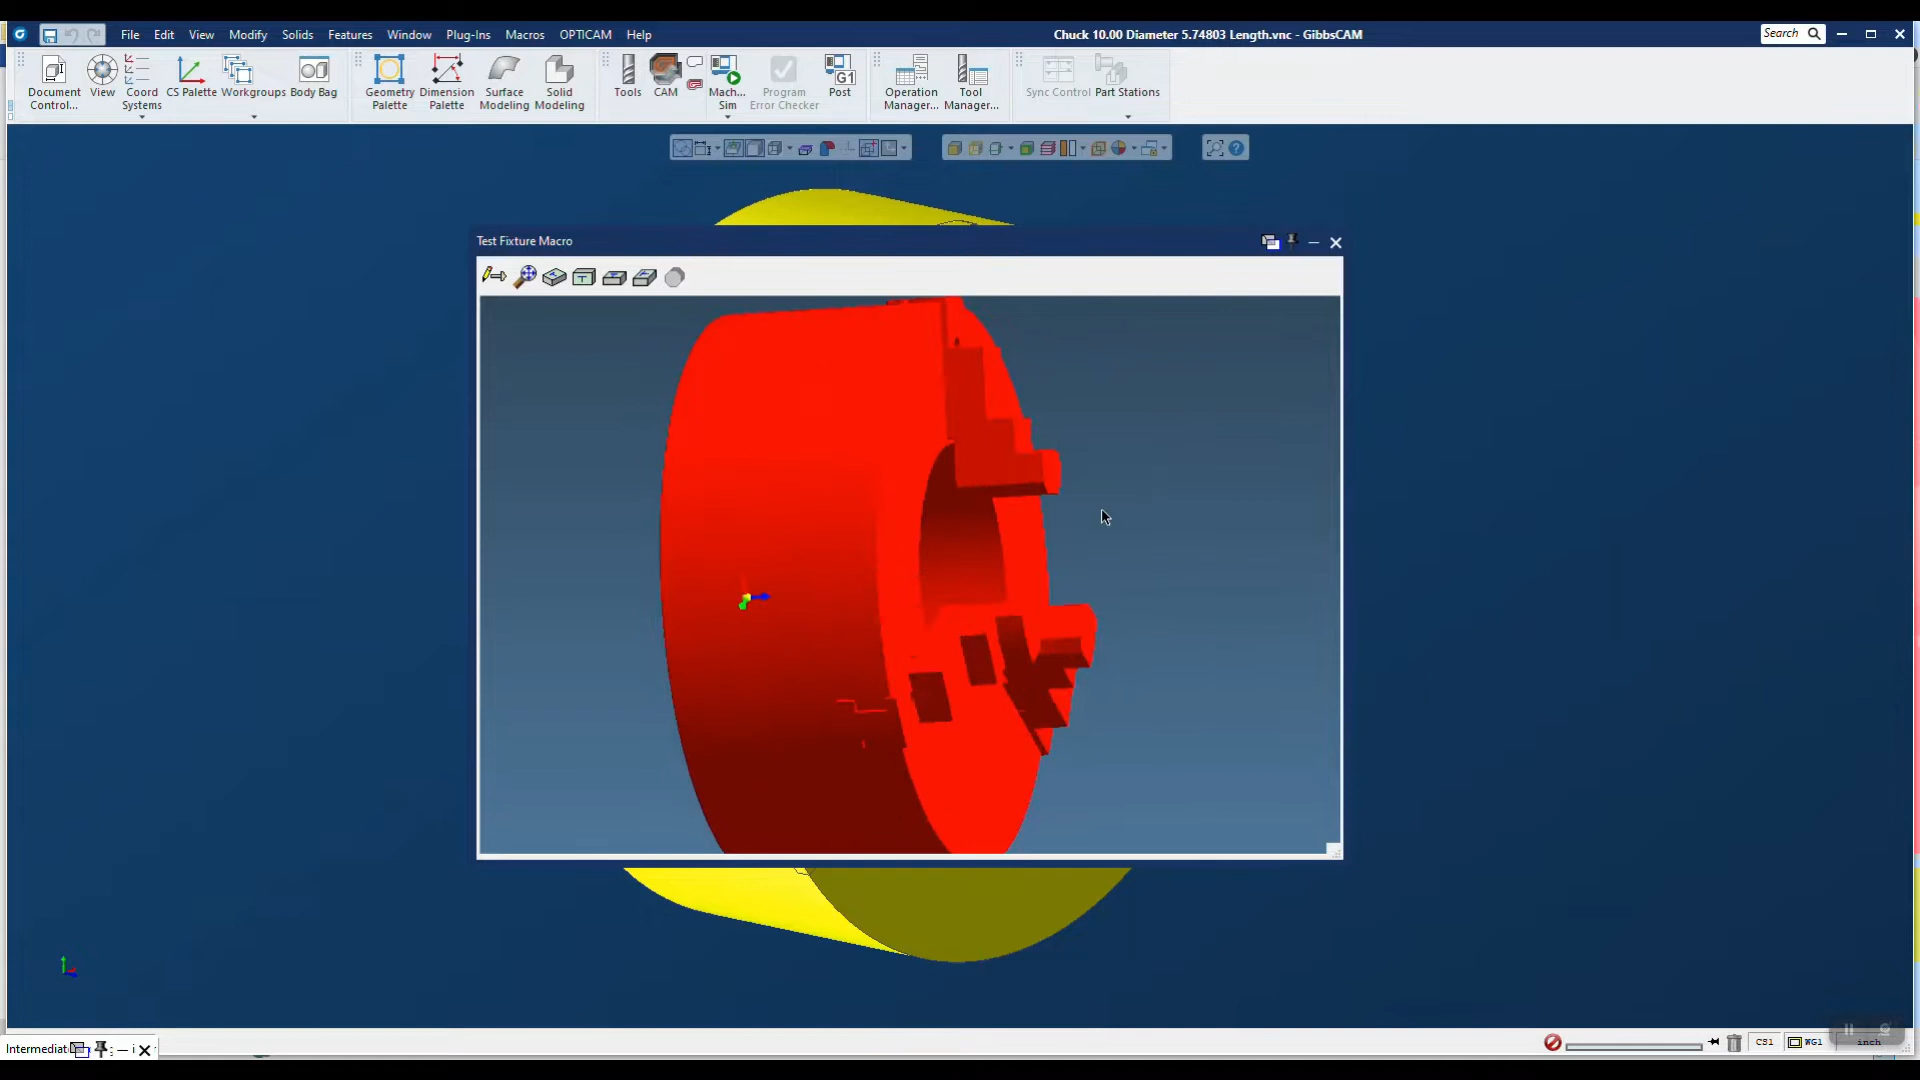 File Edit View Modify Solids Features Window Plug-Ins Macros OPTICAM Help
Chuck 10.00 Diameter 5.74803 Length.vnc - GibbsCAM
Search
Document Control...
View
Coord Systems
CS Palette
Workgroups
Body Bag
Geometry Palette
Dimension Palette
Surface Modeling
Solid Modeling
Tools
CAM
Mach... Sim
Program Error Checker
G1
Post
Operation Manager...
Tool Manager...
Sync Control
Part Stations
Test Fixture Macro
CS1
WG1
inch